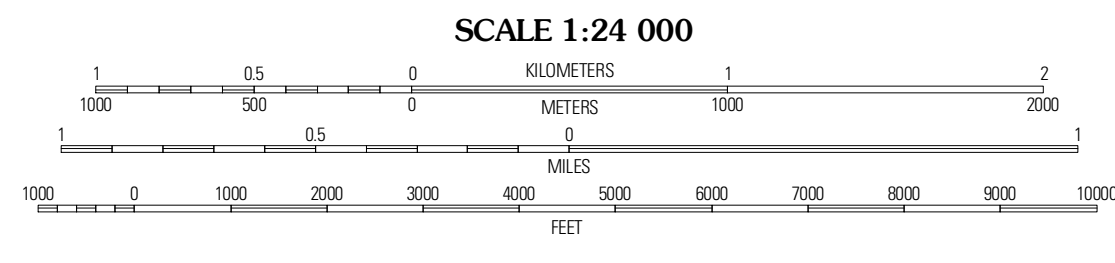 SCALE 1:24 000
1 0.5 0 KILOMETERS 1 2
1000 500 0 METERS 1000 2000
1 0.5 0 1
MILES
1000 0 1000 2000 3000 4000 5000 6000 7000 8000 9000 10000
FEET